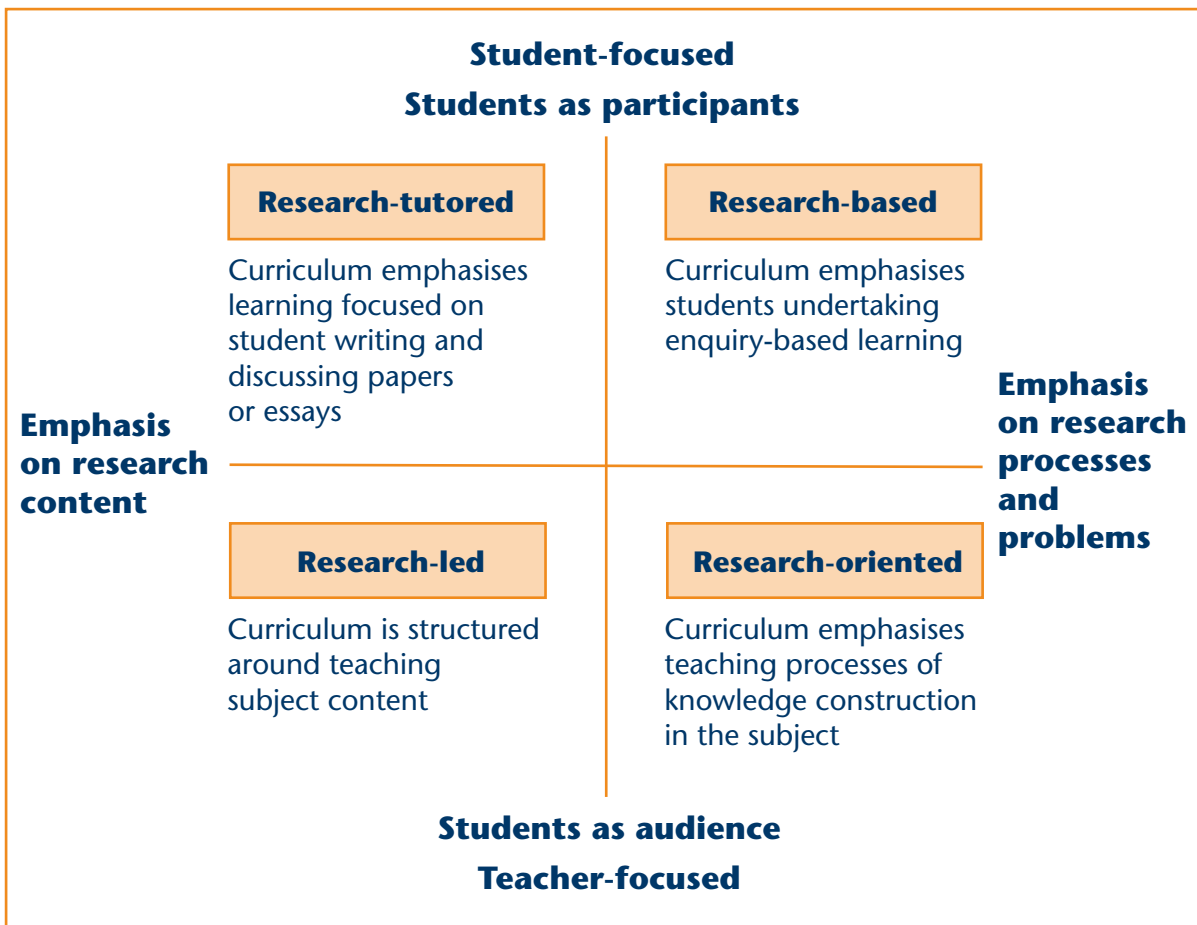 Student-focused
Students as participants
Research-tutored
Curriculum emphasises
learning focused on
student writing and
discussing papers
or essays
Research-based
Curriculum emphasises
students undertaking
enquiry-based learning
Emphasis
on research
content
Emphasis
on research
processes
and
problems
Research-led
Curriculum is structured
around teaching
subject content
Research-oriented
Curriculum emphasises
teaching processes of
knowledge construction
in the subject
Students as audience
Teacher-focused